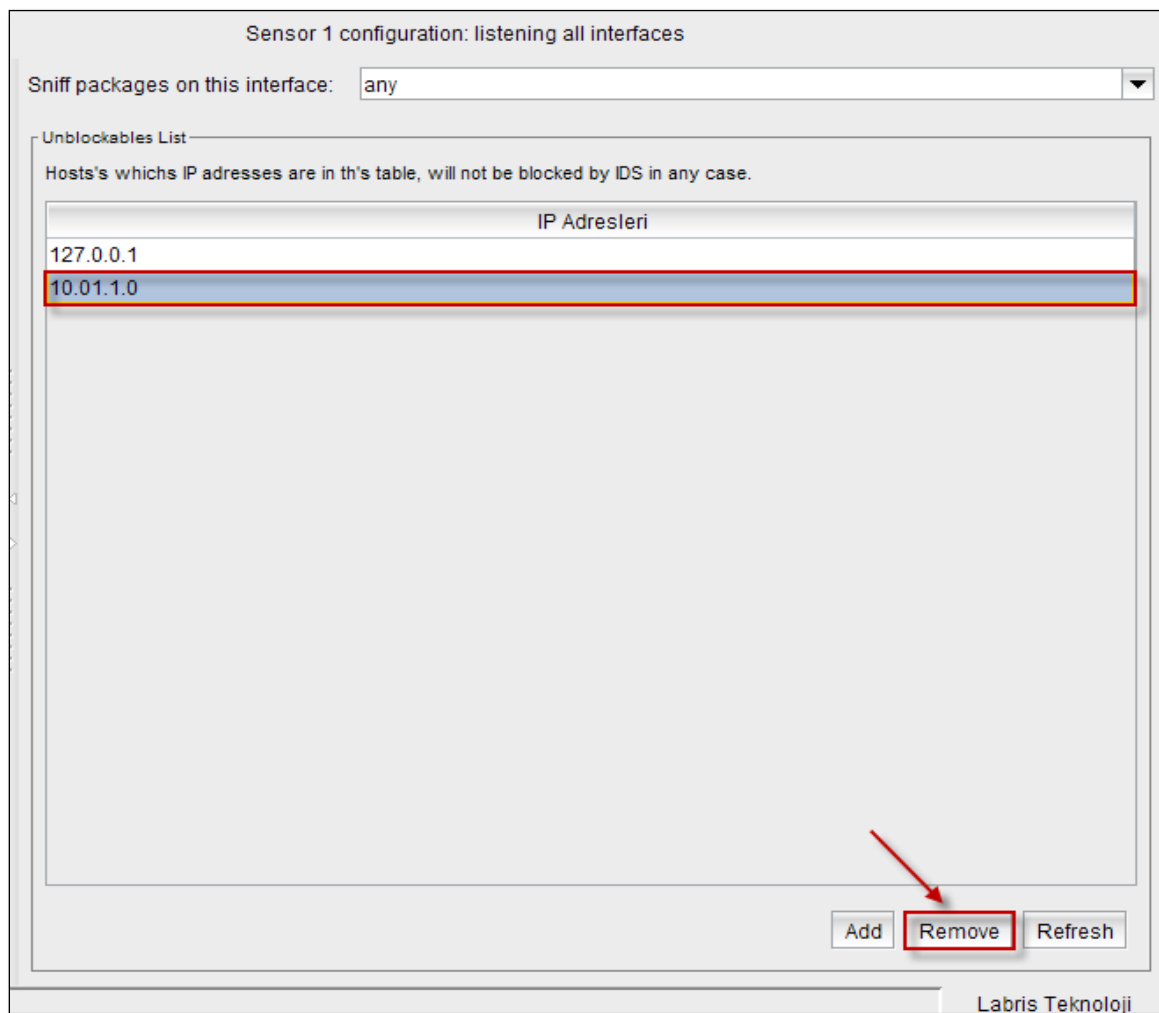 Sensor 1 configuration: listening all interfaces
Sniff packages on this interface: any
Unblockables List
Hosts's whichs IP adresses are in th's table, will not be blocked by IDS in any case.
IP Adresleri
127.0.0.1
10.01.1.0
Add Remove Refresh
Labris Teknoloji